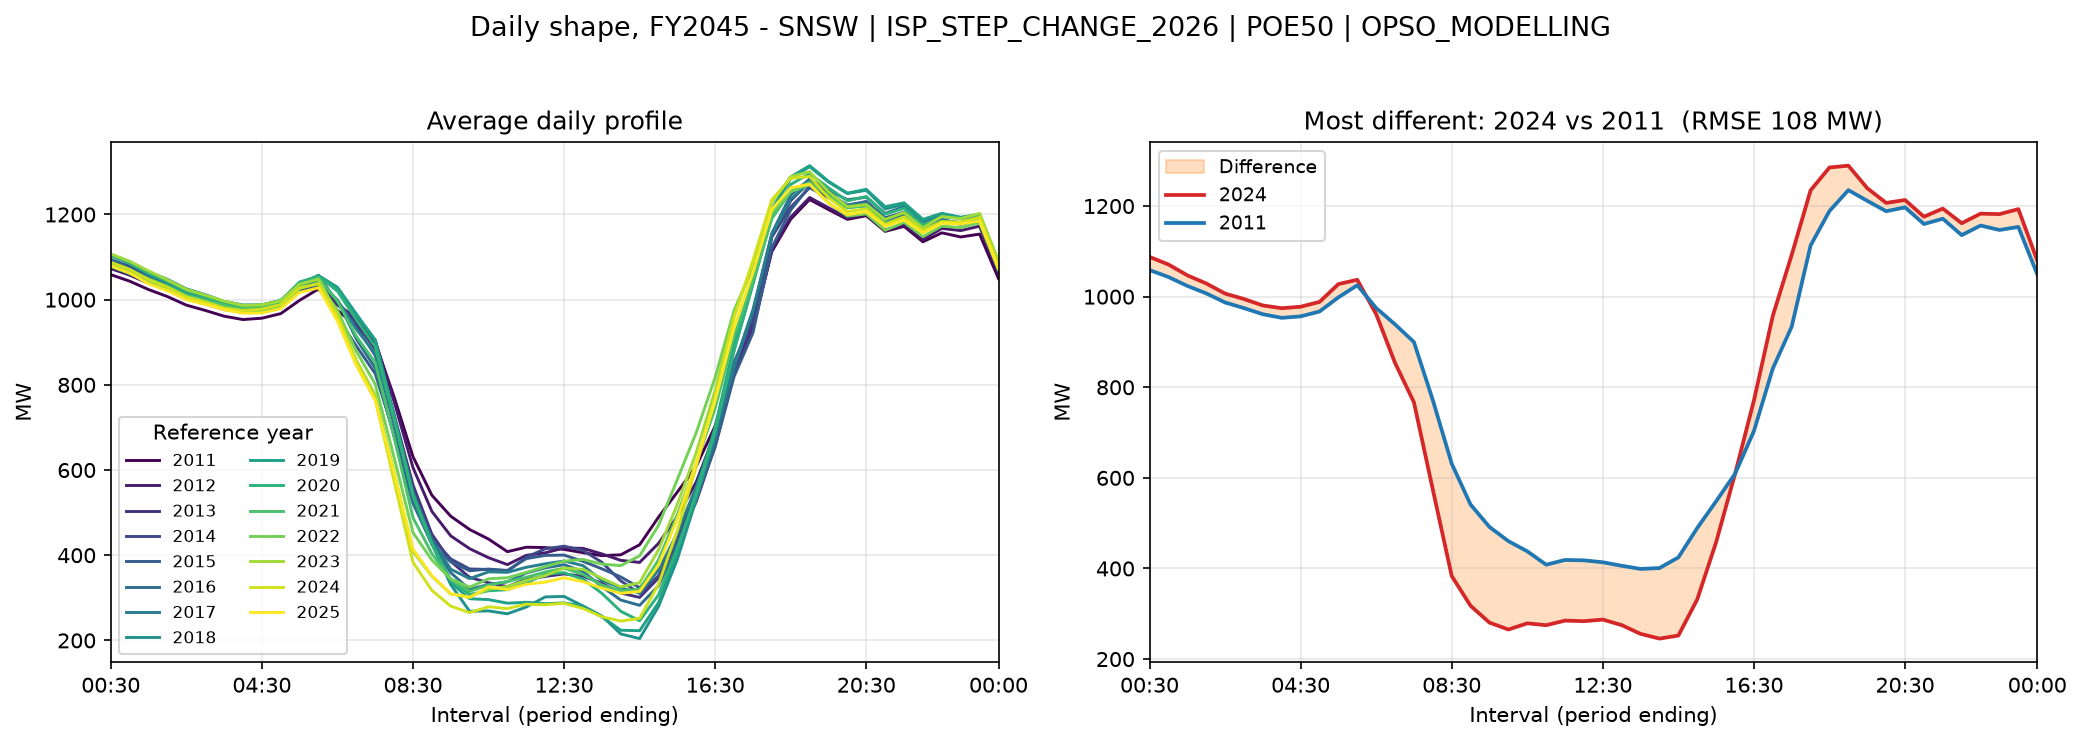 Daily shape, FY2045 - SNSW | ISP_STEP_CHANGE_2026 | POE50 | OPSO_MODELLING
Average daily profile
MW
1200
1000
800
600
400
200
Reference year
2011 2019
2012 2020
2013 2021
2014 2022
2015 2023
2016 2024
2017 2025
2018
00:30 04:30 08:30 12:30 16:30 20:30 00:00
Interval (period ending)
Most different: 2024 vs 2011 (RMSE 108 MW)
Difference
2024
2011
MW
1200
1000
800
600
400
200
00:30 04:30 08:30 12:30 16:30 20:30 00:00
Interval (period ending)